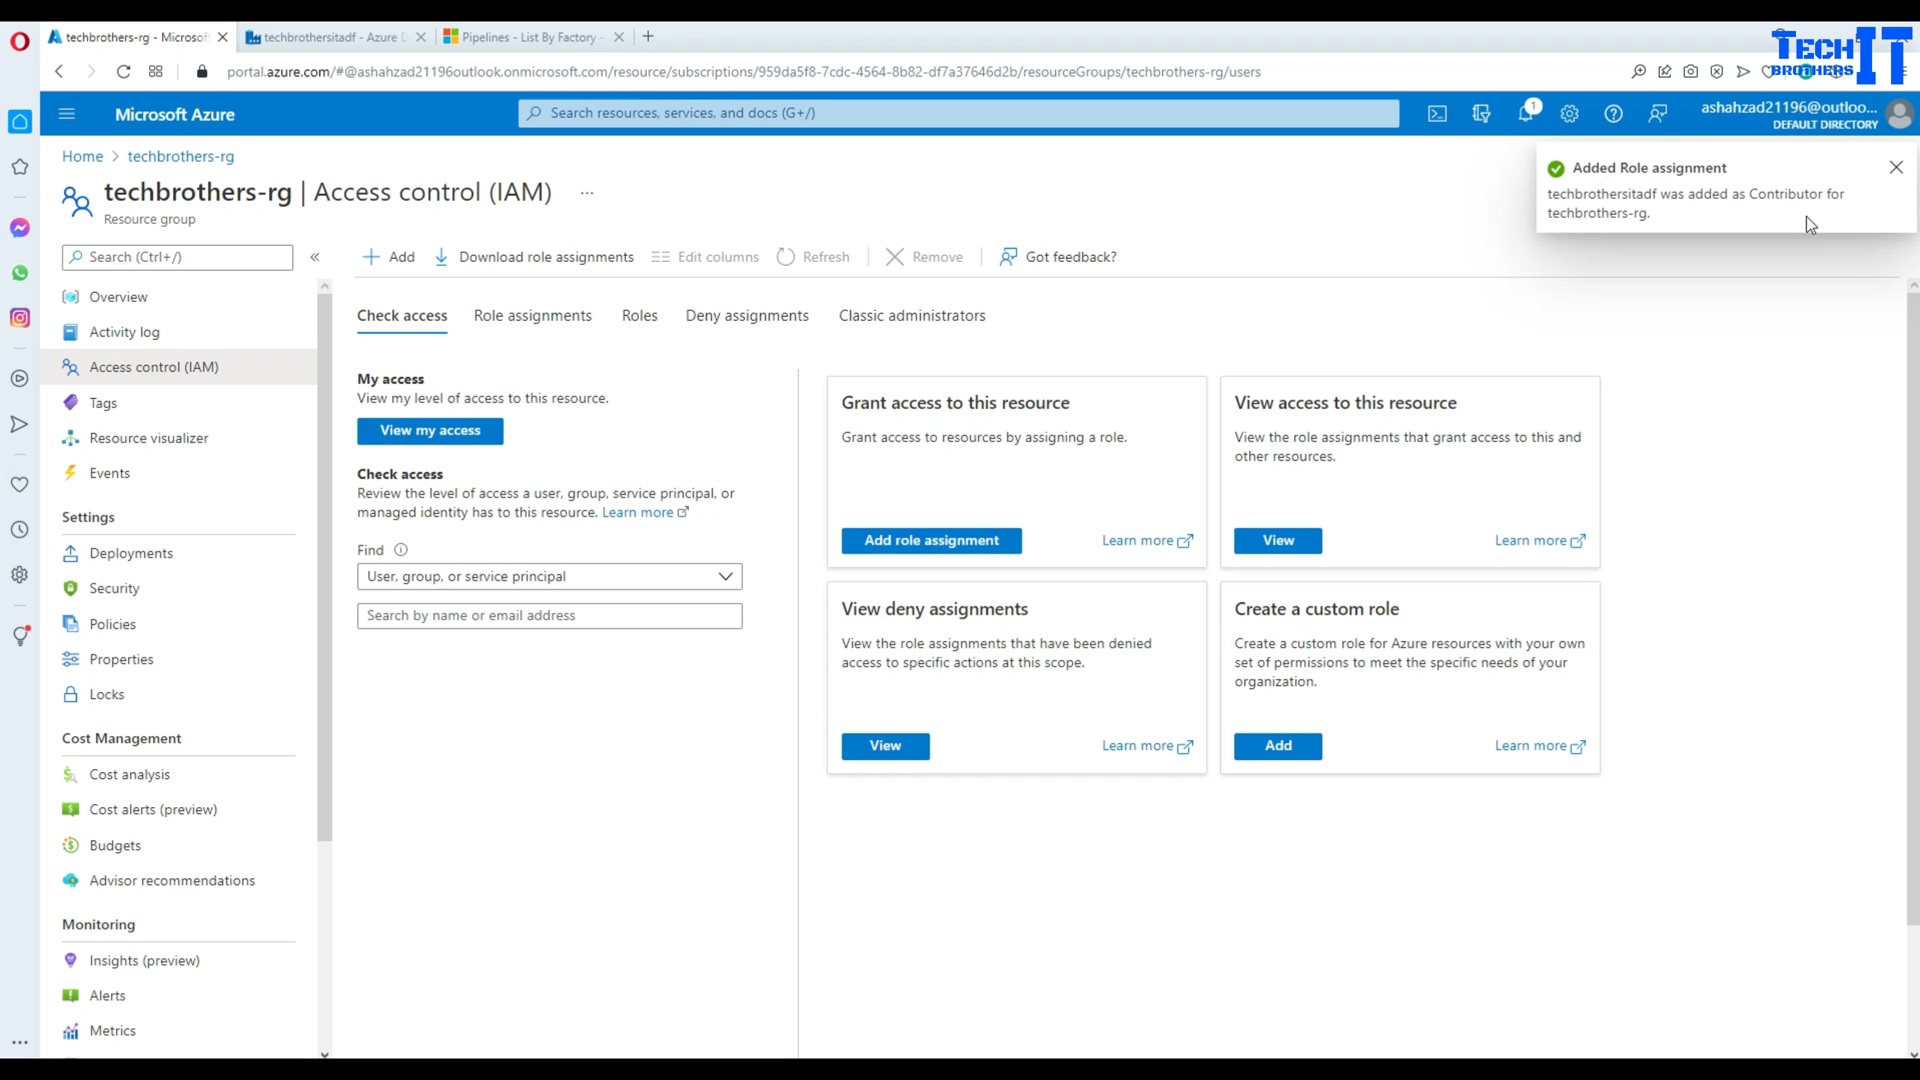 techbrothers-rg - Microsof
techbrothersitadf - Azure D
Pipelines - List By Factory -
TECH IT
BROTHERS
portal.azure.com/#@ashahzad21196outlook.onmicrosoft.com/resource/subscriptions/959da5f8-7cdc-4564-8b82-df7a37646d2b/resourceGroups/techbrothers-rg/users
Microsoft Azure
Search resources, services, and docs (G+/)
1
ashahzad21196@outloo...
DEFAULT DIRECTORY
Home > techbrothers-rg
techbrothers-rg | Access control (IAM) ...
Resource group
Added Role assignment
techbrothersitadf was added as Contributor for
techbrothers-rg.
Search (Ctrl+/)
Overview
Activity log
Access control (IAM)
Tags
Resource visualizer
Events
Settings
Deployments
Security
Policies
Properties
Locks
Cost Management
Cost analysis
Cost alerts (preview)
Budgets
Advisor recommendations
Monitoring
Insights (preview)
Alerts
Metrics
Add
Download role assignments
Edit columns
Refresh
Remove
Got feedback?
Check access
Role assignments
Roles
Deny assignments
Classic administrators
My access
View my level of access to this resource.
View my access
Check access
Review the level of access a user, group, service principal, or
managed identity has to this resource. Learn more
Find
User, group, or service principal
Search by name or email address
Grant access to this resource
Grant access to resources by assigning a role.
Add role assignment
Learn more
View access to this resource
View the role assignments that grant access to this and
other resources.
View
Learn more
View deny assignments
View the role assignments that have been denied
access to specific actions at this scope.
View
Learn more
Create a custom role
Create a custom role for Azure resources with your own
set of permissions to meet the specific needs of your
organization.
Add
Learn more